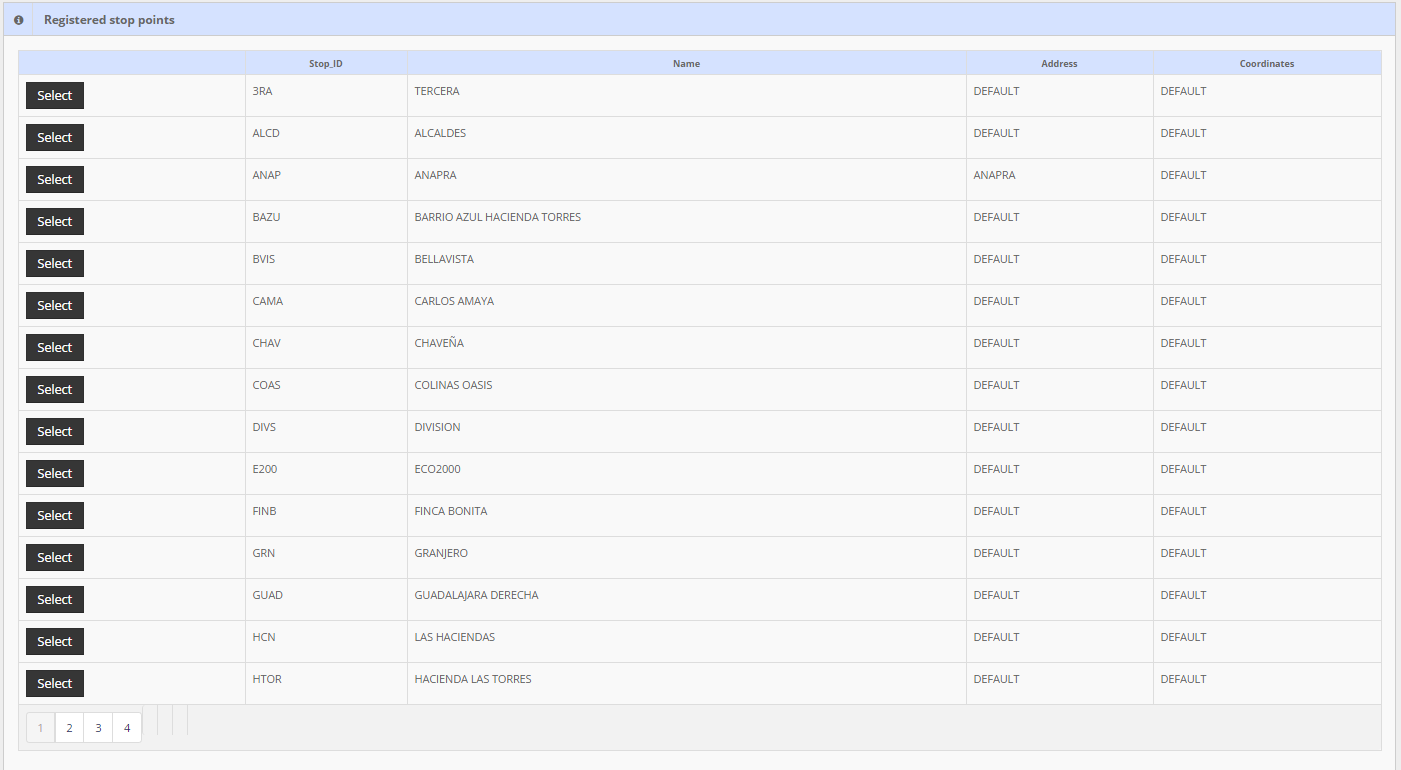 Registered stop points
Stop_ID Name Address Coordinates
Select 3RA TERCERA DEFAULT DEFAULT
Select ALCD ALCALDES DEFAULT DEFAULT
Select ANAP ANAPRA ANAPRA DEFAULT
Select BAZU BARRIO AZUL HACIENDA TORRES DEFAULT DEFAULT
Select BVIS BELLAVISTA DEFAULT DEFAULT
Select CAMA CARLOS AMAYA DEFAULT DEFAULT
Select CHAV CHAVEÑA DEFAULT DEFAULT
Select COAS COLINAS OASIS DEFAULT DEFAULT
Select DIVS DIVISION DEFAULT DEFAULT
Select E200 ECO2000 DEFAULT DEFAULT
Select FINB FINCA BONITA DEFAULT DEFAULT
Select GRN GRANJERO DEFAULT DEFAULT
Select GUAD GUADALAJARA DERECHA DEFAULT DEFAULT
Select HCN LAS HACIENDAS DEFAULT DEFAULT
Select HTOR HACIENDA LAS TORRES DEFAULT DEFAULT
1 2 3 4